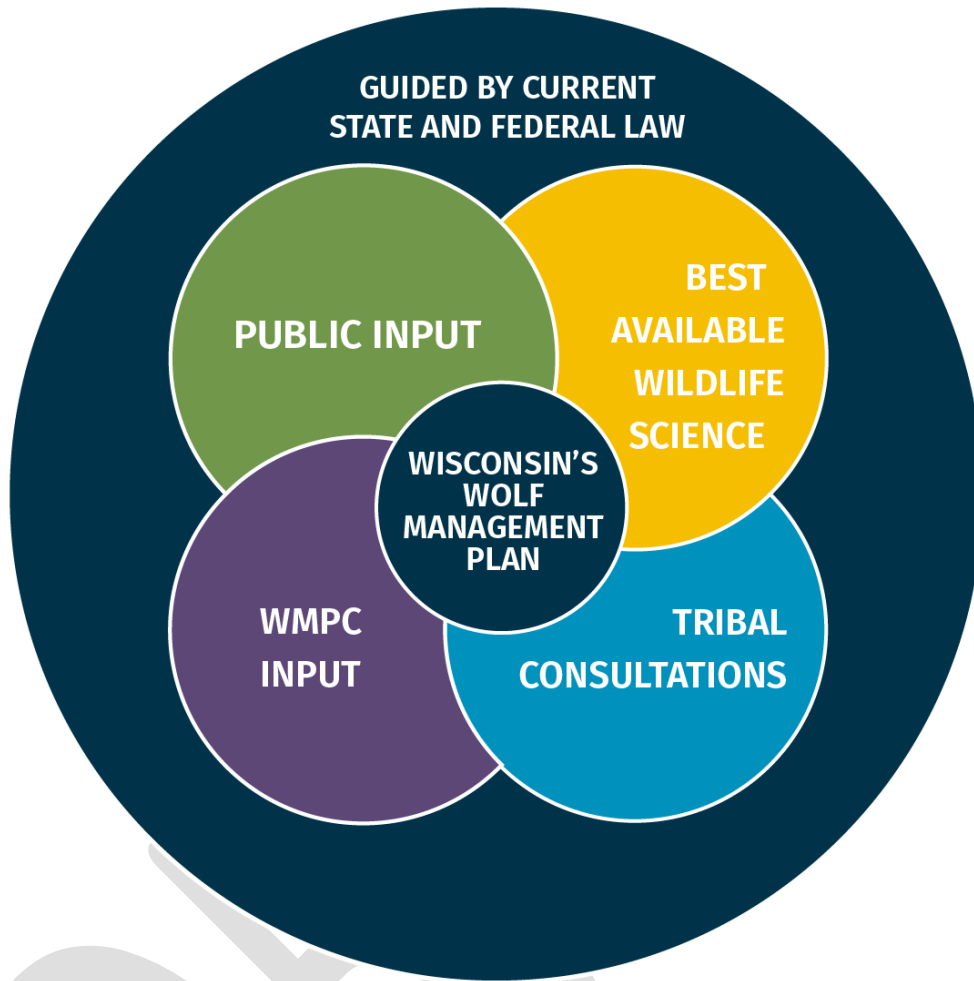 GUIDED BY CURRENT
STATE AND FEDERAL LAW
PUBLIC INPUT
BEST
AVAILABLE
WILDLIFE
SCIENCE
WISCONSIN'S
WOLF
MANAGEMENT
PLAN
WMPC
INPUT
TRIBAL
CONSULTATIONS